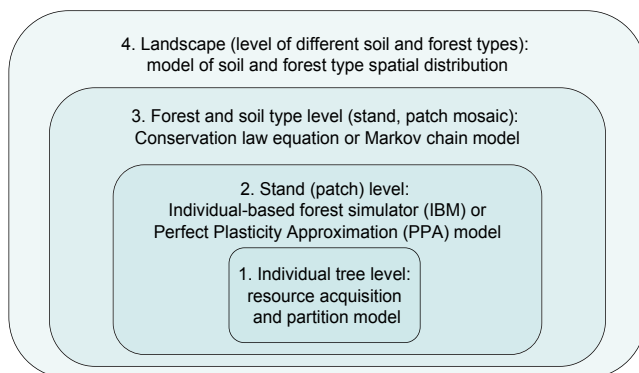 4. Landscape (level of different soil and forest types):
model of soil and forest type spatial distribution
3. Forest and soil type level (stand, patch mosaic):
Conservation law equation or Markov chain model
2. Stand (patch) level:
Individual-based forest simulator (IBM) or
Perfect Plasticity Approximation (PPA) model
1. Individual tree level:
resource acquisition
and partition model